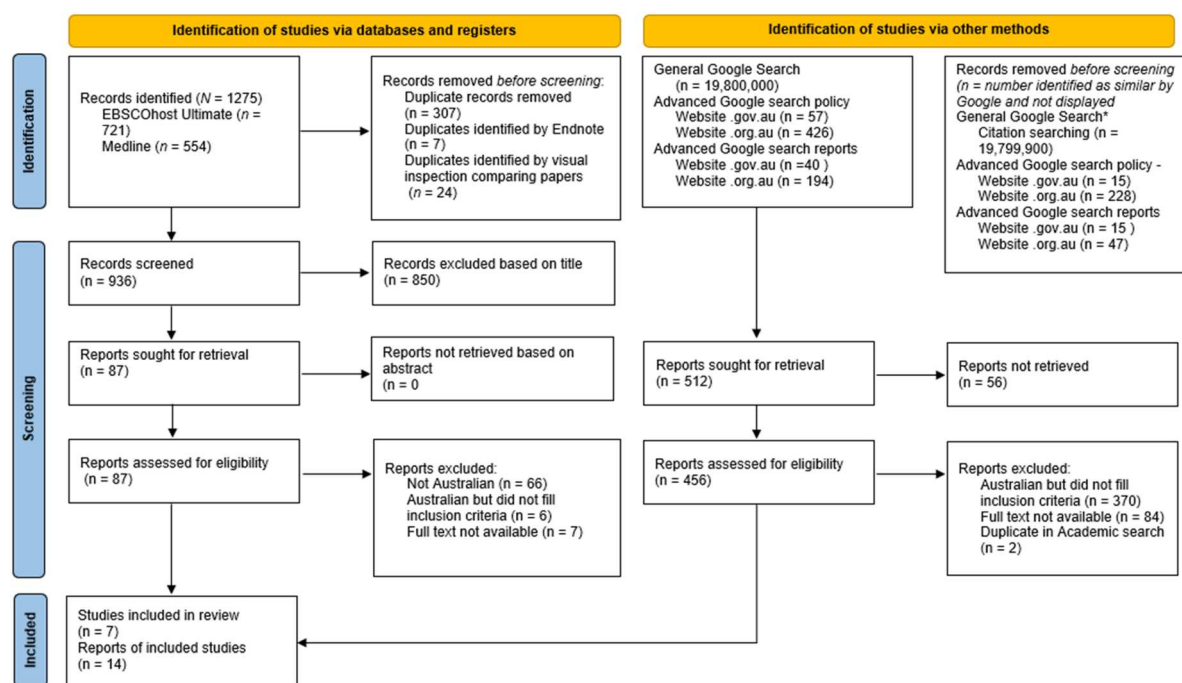 Identification of studies via databases and registers
Identification of studies via other methods
Identification
Records identified (N = 1275)
EBSCOhost Ultimate (n =
721)
Medline (n = 554)
Records removed before screening:
Duplicate records removed
(n = 307)
Duplicates identified by Endnote
(n = 7)
Duplicates identified by visual
inspection comparing papers
(n = 24)
General Google Search
(n = 19,800,000)
Advanced Google search policy
Website .gov.au (n = 57)
Website .org.au (n = 426)
Advanced Google search reports
Website .gov.au (n =40 )
Website .org.au (n = 194)
Records removed before screening
(n = number identified as similar by
Google and not displayed
General Google Search*
Citation searching (n =
19,799,900)
Advanced Google search policy -
Website .gov.au (n = 15)
Website .org.au (n = 228)
Advanced Google search reports
Website .gov.au (n = 15 )
Website .org.au (n = 47)
Screening
Records screened
(n = 936)
Records excluded based on title
(n = 850)
Reports sought for retrieval
(n = 87)
Reports not retrieved based on
abstract
(n = 0
Reports sought for retrieval
(n = 512)
Reports not retrieved
(n = 56)
Reports assessed for eligibility
(n = 87)
Reports excluded:
Not Australian (n = 66)
Australian but did not fill
inclusion criteria (n = 6)
Full text not available (n = 7)
Reports assessed for eligibility
(n = 456)
Reports excluded:
Australian but did not fill
inclusion criteria (n = 370)
Full text not available (n = 84)
Duplicate in Academic search
(n = 2)
Included
Studies included in review
(n = 7)
Reports of included studies
(n = 14)